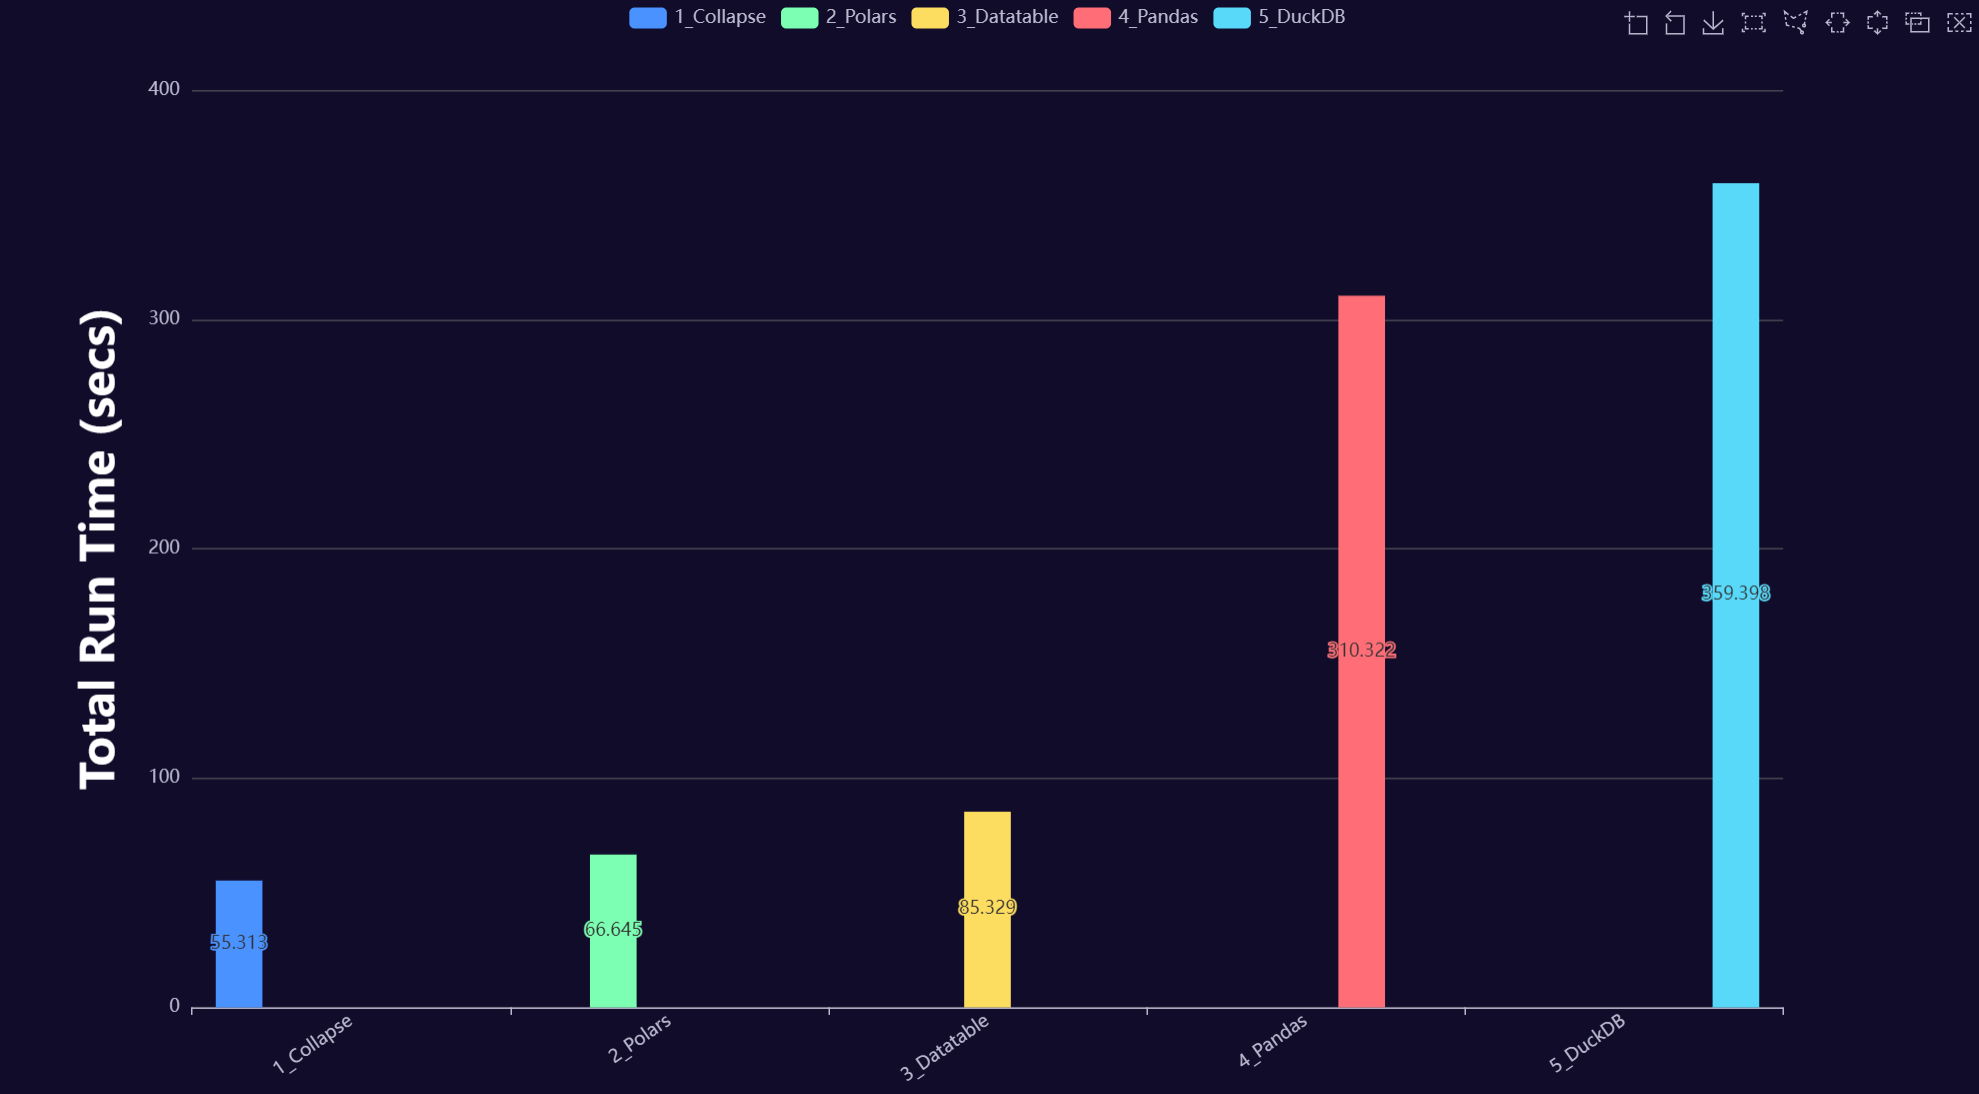 1_Collapse 2_Polars 3_Datatable 4_Pandas 5_DuckDB
Total Run Time (secs)
400
300
200
100
0
55.313
66.645
85.329
310.322
359.398
1_Collapse
2_Polars
3_Datatable
4_Pandas
5_DuckDB